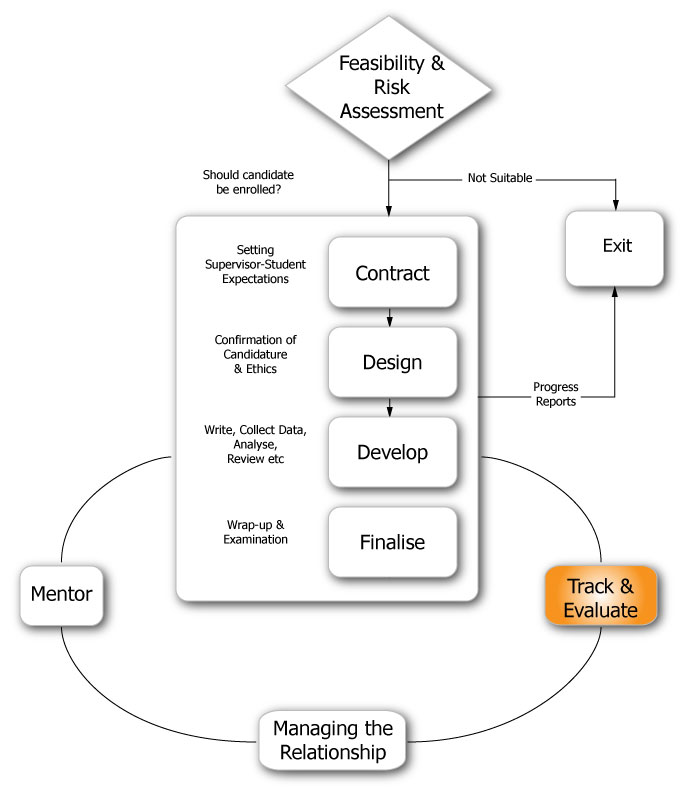 Feasibility &
Risk
Assessment
Should candidate
be enrolled?
Not Suitable
Exit
Setting
Supervisor-Student
Expectations
Contract
Confirmation of
Candidature
& Ethics
Design
Progress
Reports
Write, Collect Data,
Analyse,
Review etc
Develop
Wrap-up &
Examination
Finalise
Mentor
Track &
Evaluate
Managing the
Relationship